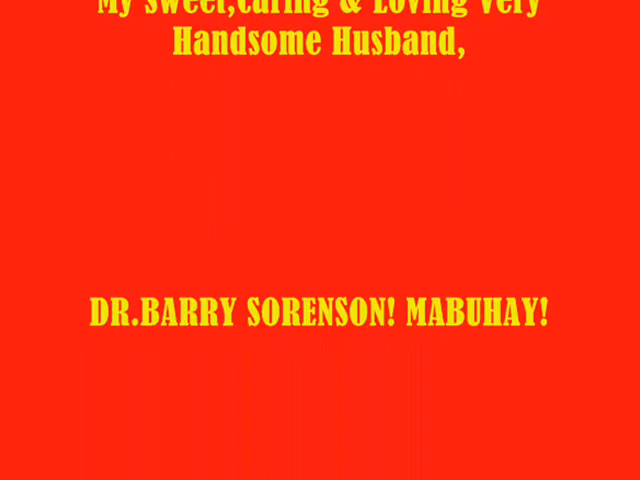 My sweet,caring & Loving Very
Handsome Husband,
DR.BARRY SORENSON! MABUHAY!